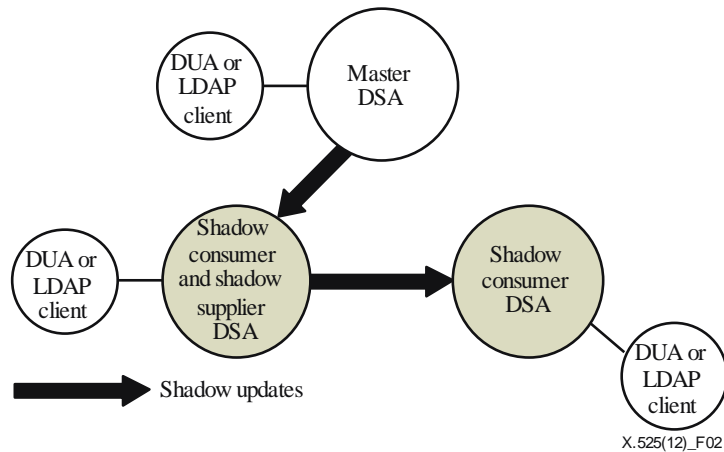 DUA or
LDAP
client
Master
DSA
Shadow
consumer
and shadow
supplier
DSA
DUA or
LDAP
client
Shadow
consumer
DSA
DUA or
LDAP
client
Shadow updates
X.525(12)_F02